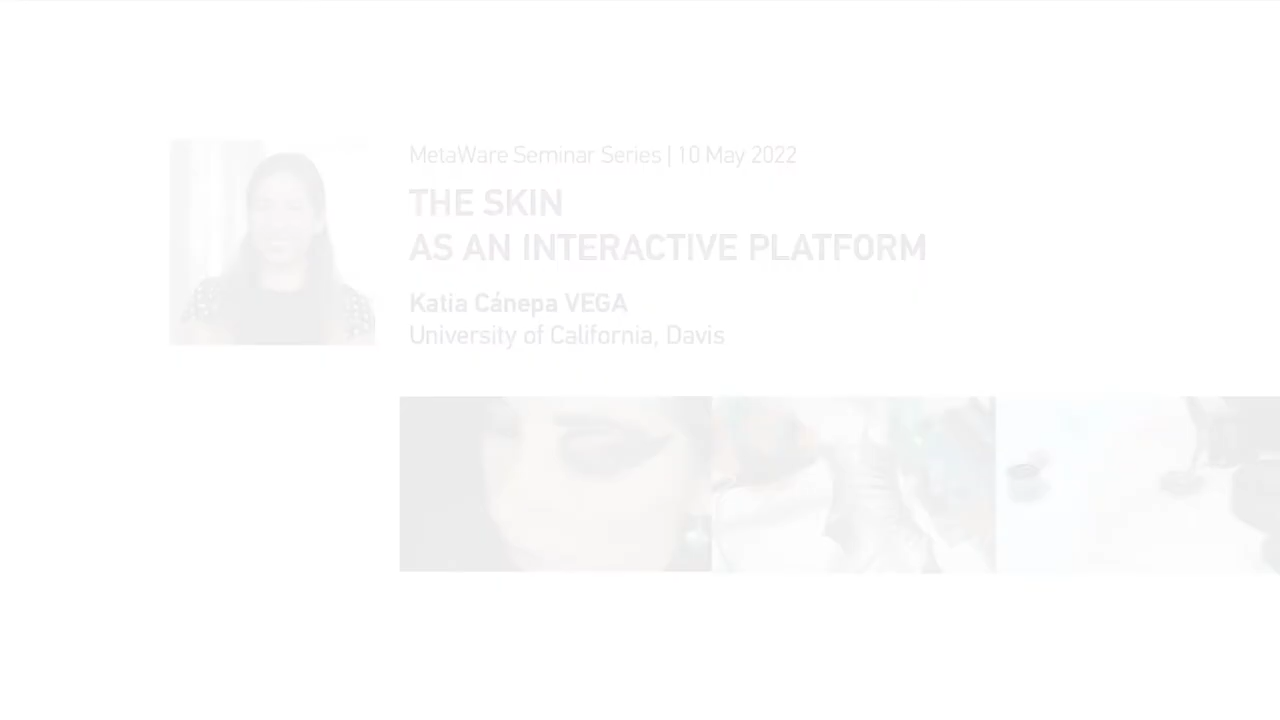 MetaWare Seminar Series | 10 May 2022
THE SKIN
AS AN INTERACTIVE PLATFORM
Katia Cánepa VEGA
University of California, Davis